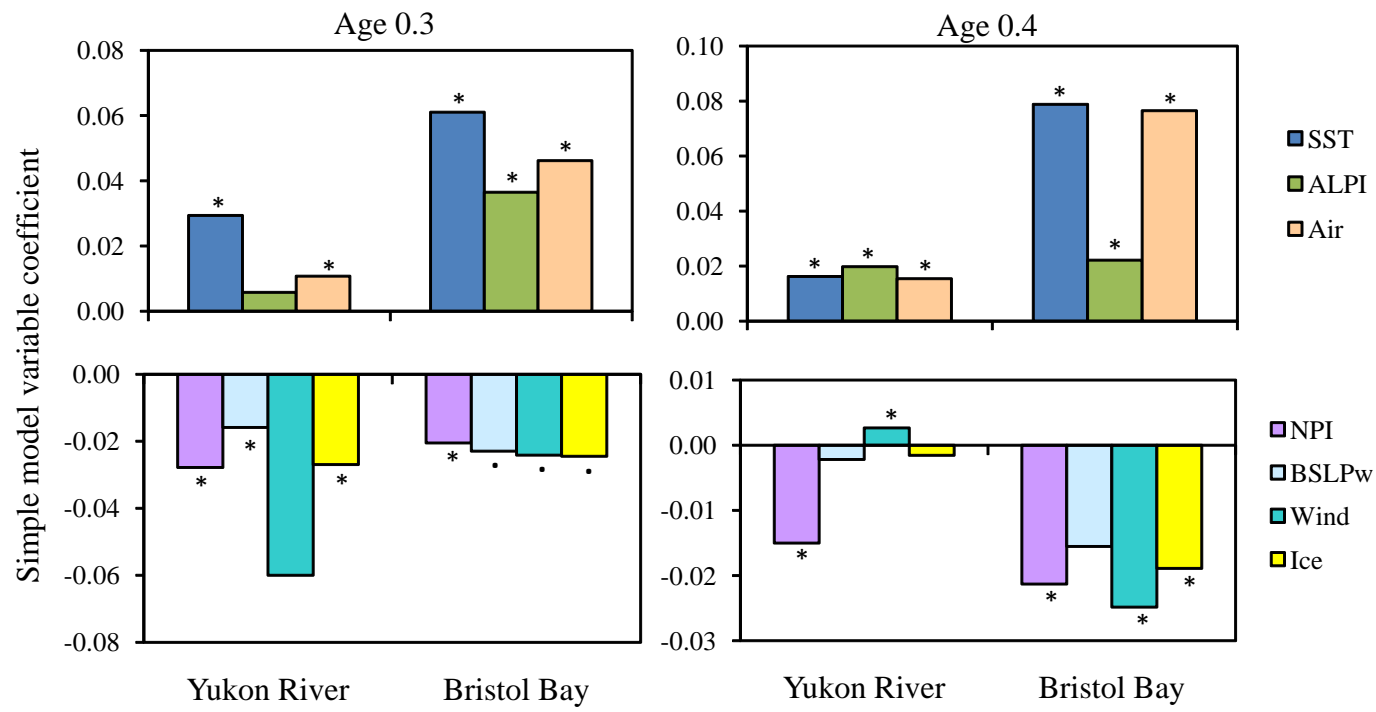 Age 0.3
Age 0.4
Simple model variable coefficient
0.08
0.06
0.04
0.02
0.00
* * * * *
0.10
0.08
0.06
0.04
0.02
0.00
* * * * * *
SST
ALPI
Air
0.00
-0.02
-0.04
-0.06
-0.08
* * * * . . .
0.01
0.00
-0.01
-0.02
-0.03
* * * * *
NPI
BSLPw
Wind
Ice
Yukon River Bristol Bay
Yukon River Bristol Bay